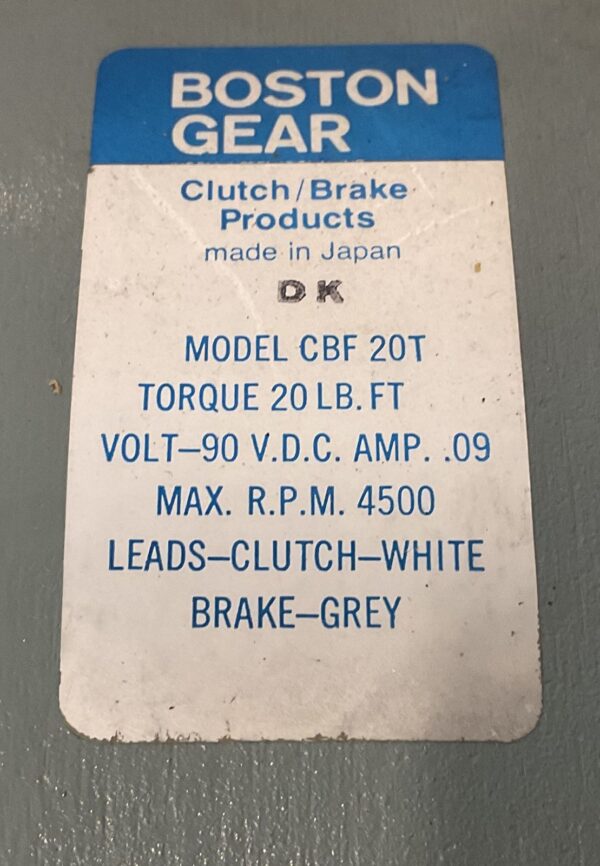 BOSTON
GEAR
Clutch/Brake
Products
made in Japan
DK
MODEL CBF 20T
TORQUE 20 LB. FT
VOLT–90 V.D.C. AMP. .09
MAX. R.P.M. 4500
LEADS–CLUTCH–WHITE
BRAKE–GREY